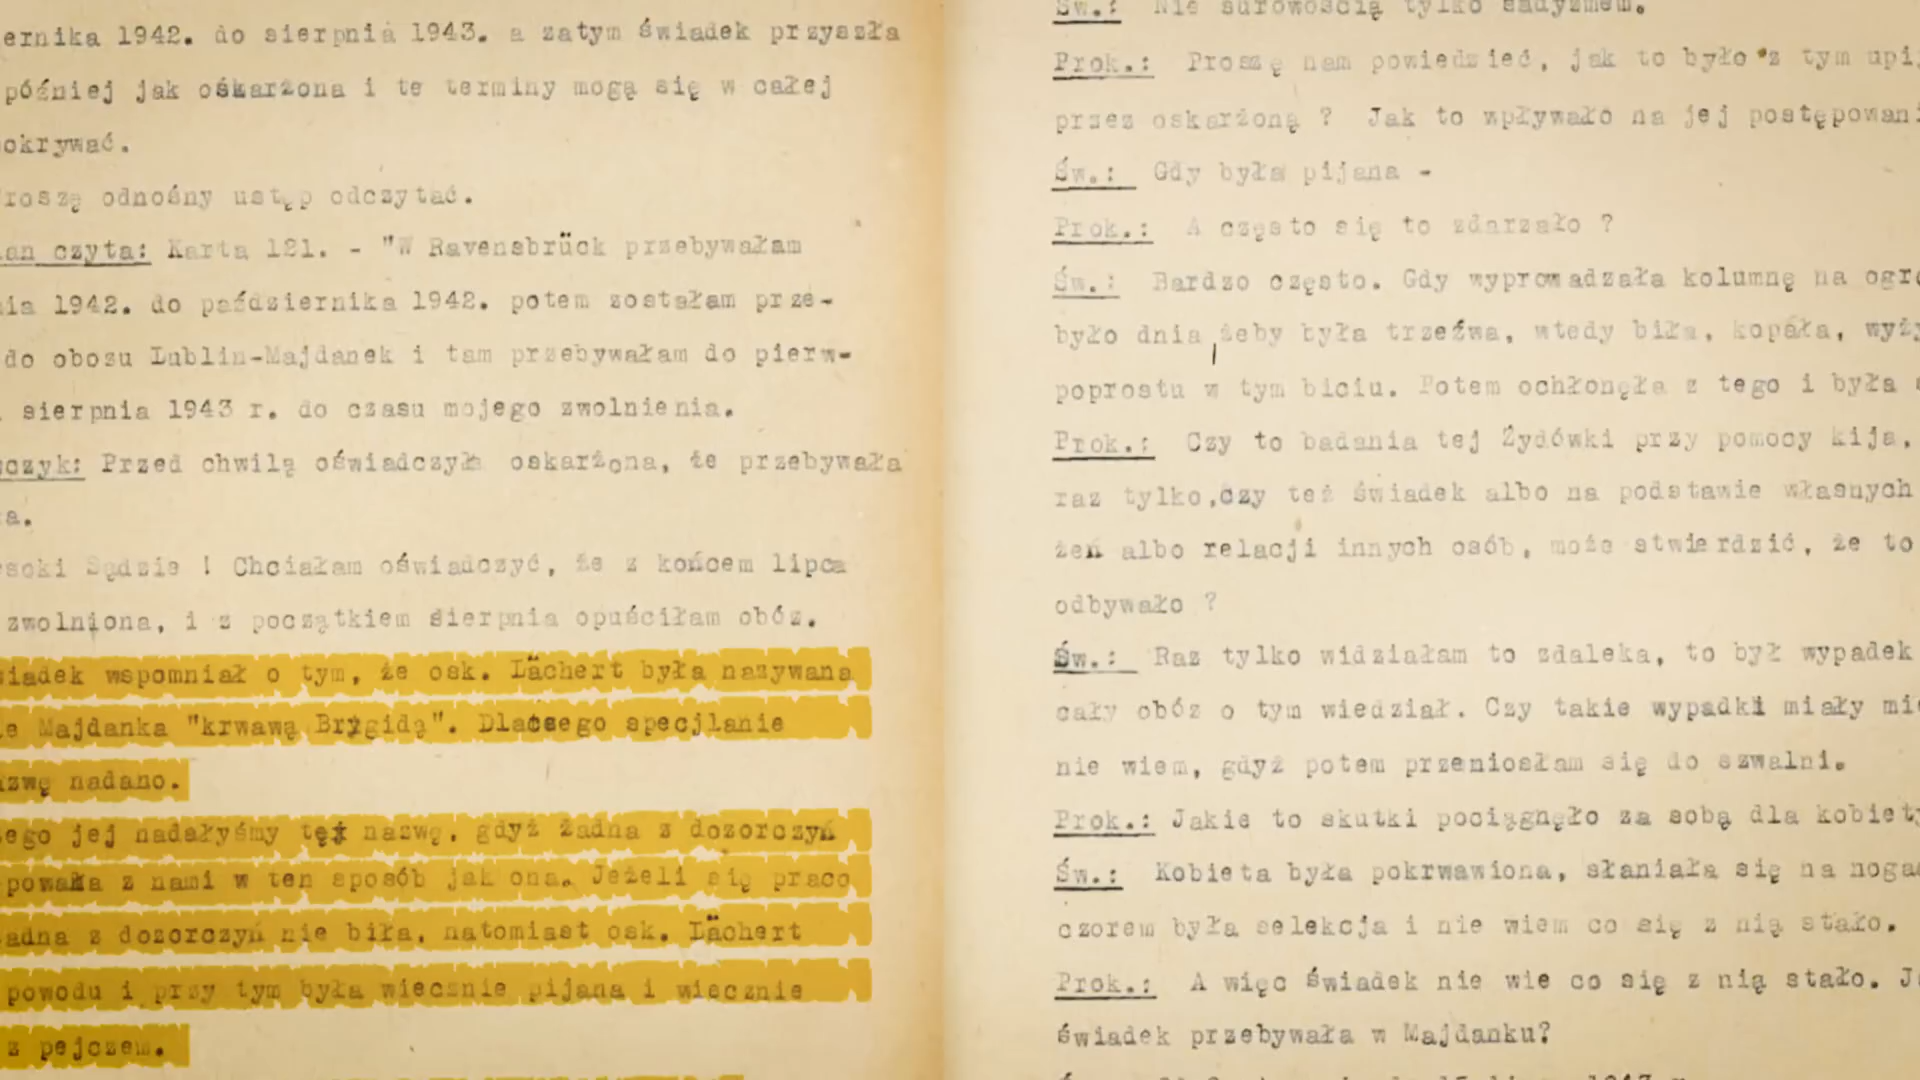 ernika 1942. do sierpnia 1943. a zatym świadek przyszła
później jak oskarżona i te terminy mogą się w całej
okrywać.
roszę odnośny ustęp odczytać.
an czyta: Karta 121. - "W Ravensbrück przebywałam
nia 1942. do października 1942. potem zostałam prze-
do obozu Lublin-Majdanek i tam przebywałam do pierw-
sierpnia 1943 r. do czasu mojego zwolnienia.
czyk: Przed chwilą oświadczyła oskarżona, że przebywała
a.
soki Sądzie ! Chciałam oświadczyć, że z końcem lipca
zwolniona, i z początkiem sierpnia opuściłam obóz.
iadek wspomniał o tym, że osk. Lächert była nazywana
e Majdanka "krwawą Brygidą". Dlaczego specjlanie
azwę nadano.
ego jej nadałyśmy tęż nazwę, gdyż żadna z dozorczyń
powała z nami w ten sposób jak ona. Jeżeli się praco
adna z dozorczyń nie biła, natomiast osk. Lächert
powodu i przy tym była wiecznie pijana i wiecznie
z pejczem.
Św.: Nie surowością tylko sadyzmem.
Prok.: Proszę nam powiedzieć, jak to było z tym upij
przez oskarżoną ? Jak to wpływało na jej postępowani
Św.: Gdy była pijana -
Prok.: A często się to zdarzało ?
Św.: Bardzo często. Gdy wyprowadzała kolumnę na ogro
było dnia żeby była trzeźwa, wtedy biła, kopała, wyży
poprostu w tym biciu. Potem ochłonęła z tego i była
Prok.: Czy to badania tej Żydówki przy pomocy kija,
raz tylko,czy też świadek albo na podstawie własnych
żeń albo relacji innych osób, może stwierdzić, że to
odbywało ?
Św.: Raz tylko widziałam to zdaleka, to był wypadek
cały obóz o tym wiedział. Czy takie wypadki miały mie
nie wiem, gdyż potem przeniosłam się do szwalni.
Prok.: Jakie to skutki pociągnęło za sobą dla kobiety
Św.: Kobieta była pokrwawiona, słaniała się na noga
czorem była selekcja i nie wiem co się z nią stało.
Prok.: A więc świadek nie wie co się z nią stało. J
świadek przebywała w Majdanku?